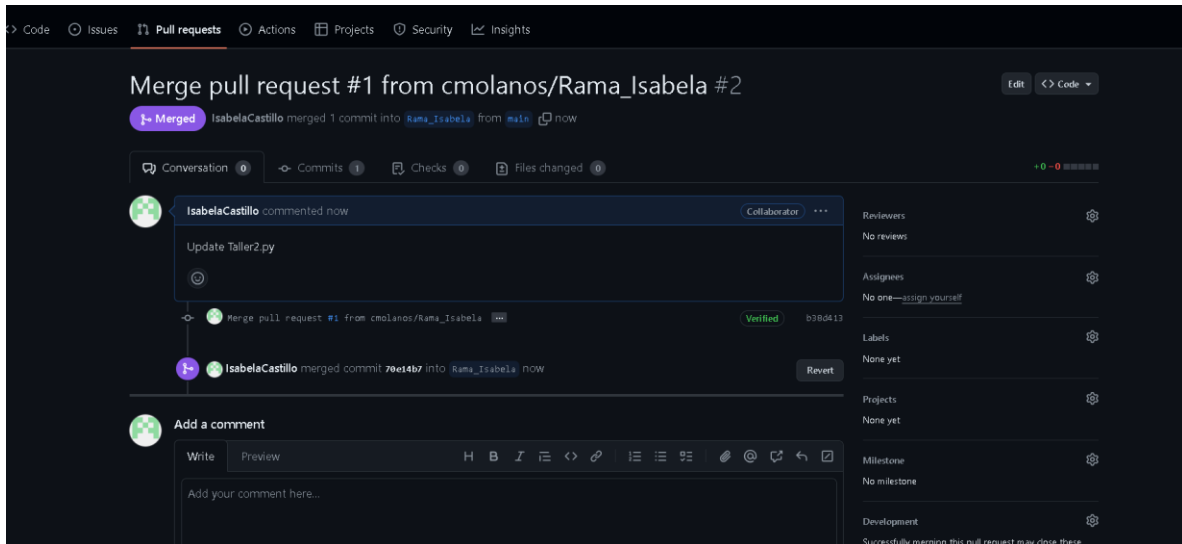 <> Code Issues Pull requests Actions Projects Security Insights
Merge pull request #1 from cmolanos/Rama_Isabela #2
Edit <> Code
Merged IsabelaCastillo merged 1 commit into Rama_Isabela from main now
Conversation 0 Commits 1 Checks 0 Files changed 0 +0 −0
IsabelaCastillo commented now Collaborator ...
Update Taller2.py
Merge pull request #1 from cmolanos/Rama_Isabela ... Verified b30d413
IsabelaCastillo merged commit 70e14b7 into Rama_Isabela now Revert
Add a comment
Write Preview H B I
Add your comment here...
Reviewers
No reviews
Assignees
No one—assign yourself
Labels
None yet
Projects
None yet
Milestone
No milestone
Development
Successfully merging this pull request may close these